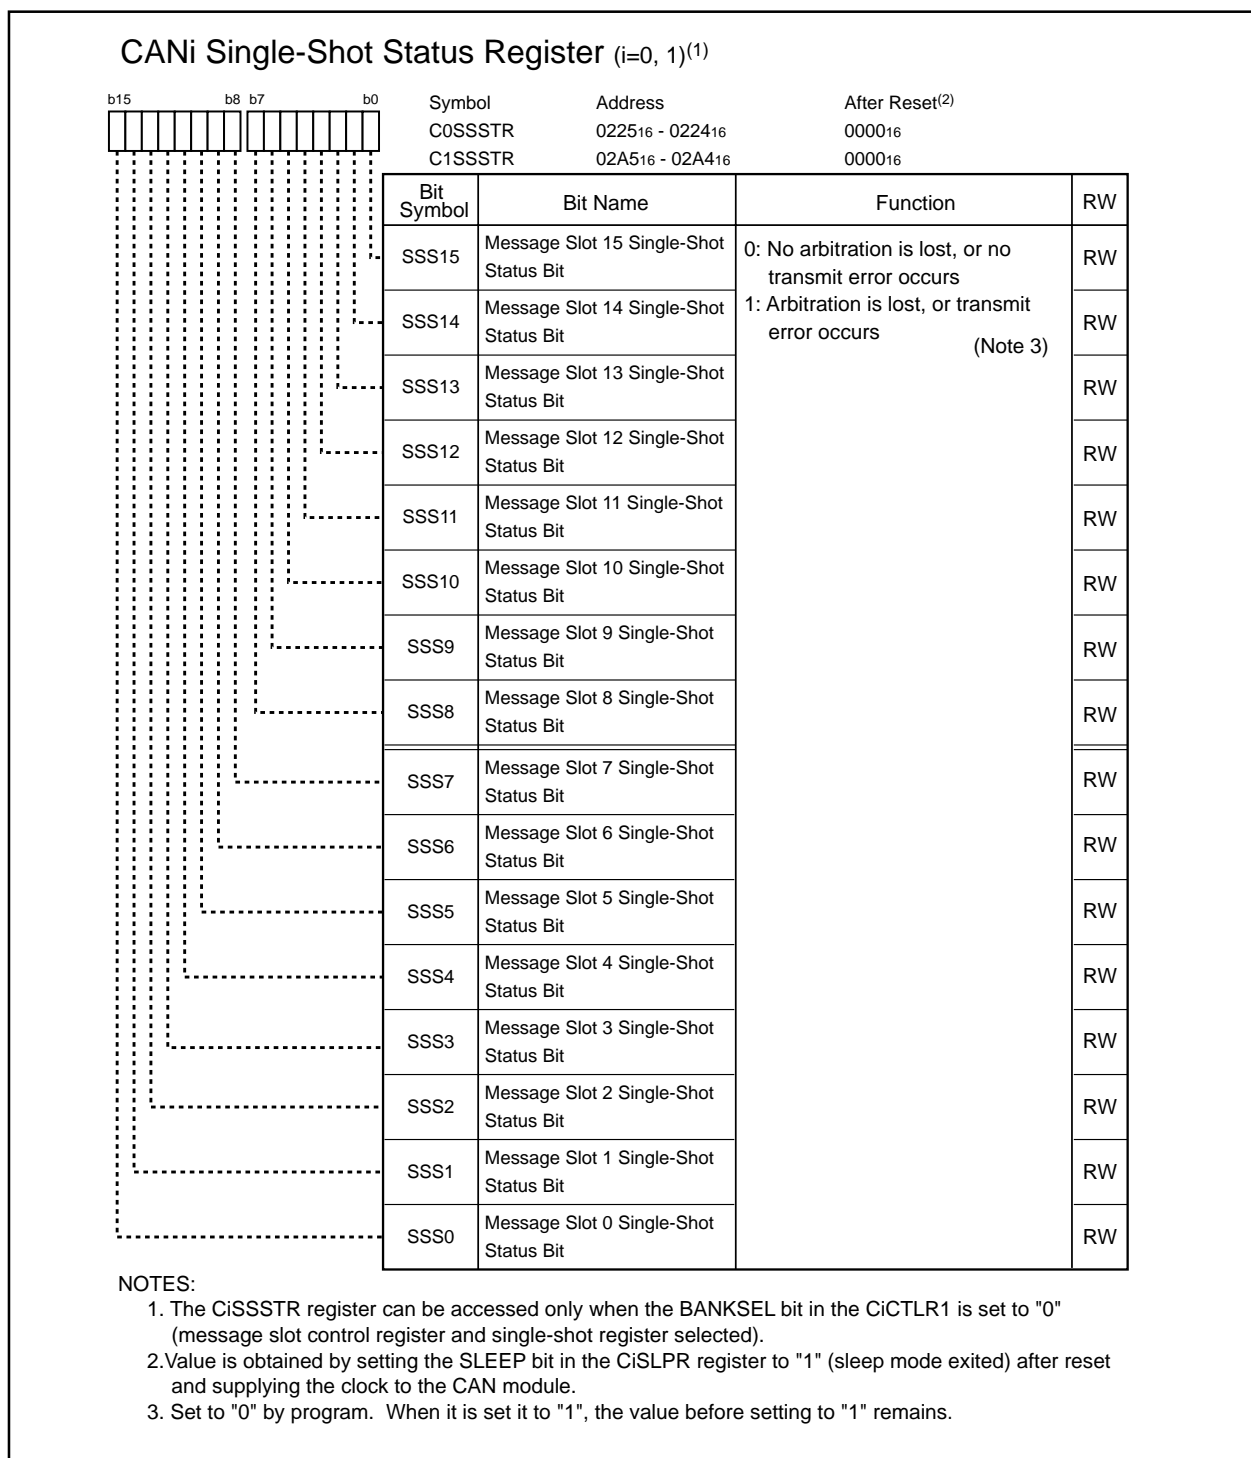 CANi Single-Shot Status Register (i=0, 1)(1)
b15 b8 b7 b0
Symbol Address After Reset(2)
C0SSSTR 022516 - 022416 000016
C1SSSTR 02A516 - 02A416 000016
Bit Symbol Bit Name Function RW
SSS15 Message Slot 15 Single-Shot Status Bit RW
0: No arbitration is lost, or no
transmit error occurs
1: Arbitration is lost, or transmit
error occurs
(Note 3)
SSS14 Message Slot 14 Single-Shot Status Bit RW
SSS13 Message Slot 13 Single-Shot Status Bit RW
SSS12 Message Slot 12 Single-Shot Status Bit RW
SSS11 Message Slot 11 Single-Shot Status Bit RW
SSS10 Message Slot 10 Single-Shot Status Bit RW
SSS9 Message Slot 9 Single-Shot Status Bit RW
SSS8 Message Slot 8 Single-Shot Status Bit RW
SSS7 Message Slot 7 Single-Shot Status Bit RW
SSS6 Message Slot 6 Single-Shot Status Bit RW
SSS5 Message Slot 5 Single-Shot Status Bit RW
SSS4 Message Slot 4 Single-Shot Status Bit RW
SSS3 Message Slot 3 Single-Shot Status Bit RW
SSS2 Message Slot 2 Single-Shot Status Bit RW
SSS1 Message Slot 1 Single-Shot Status Bit RW
SSS0 Message Slot 0 Single-Shot Status Bit RW
NOTES:
1. The CiSSSTR register can be accessed only when the BANKSEL bit in the CiCTLR1 is set to "0"
(message slot control register and single-shot register selected).
2.Value is obtained by setting the SLEEP bit in the CiSLPR register to "1" (sleep mode exited) after reset
and supplying the clock to the CAN module.
3. Set to "0" by program. When it is set it to "1", the value before setting to "1" remains.